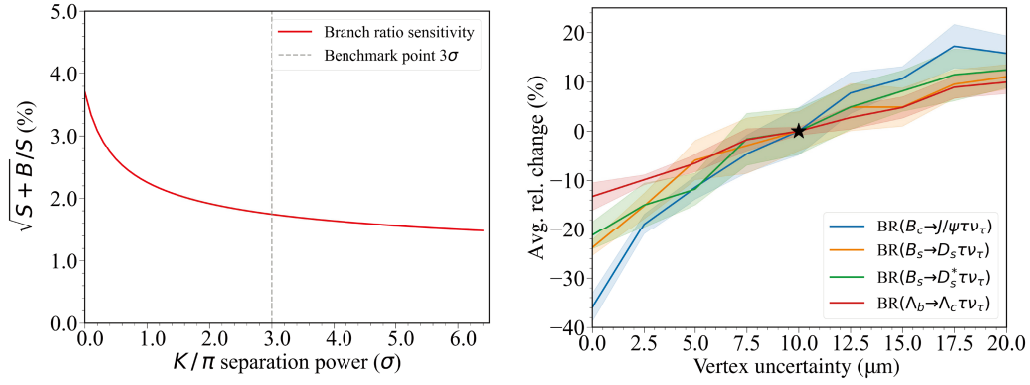 5.0
4.0
3.0
2.0
1.0
0.0
√S + B/S (%)
Branch ratio sensitivity
Benchmark point 3σ
0.0 1.0 2.0 3.0 4.0 5.0 6.0
K/π separation power (σ)
20
10
0
−10
−20
−30
−40
Avg. rel. change (%)
BR(B_c→J/ψτν_τ)
BR(B_s→D_sτν_τ)
BR(B_s→D_s^*τν_τ)
BR(Λ_b→Λ_cτν_τ)
0.0 2.5 5.0 7.5 10.0 12.5 15.0 17.5 20.0
Vertex uncertainty (μm)